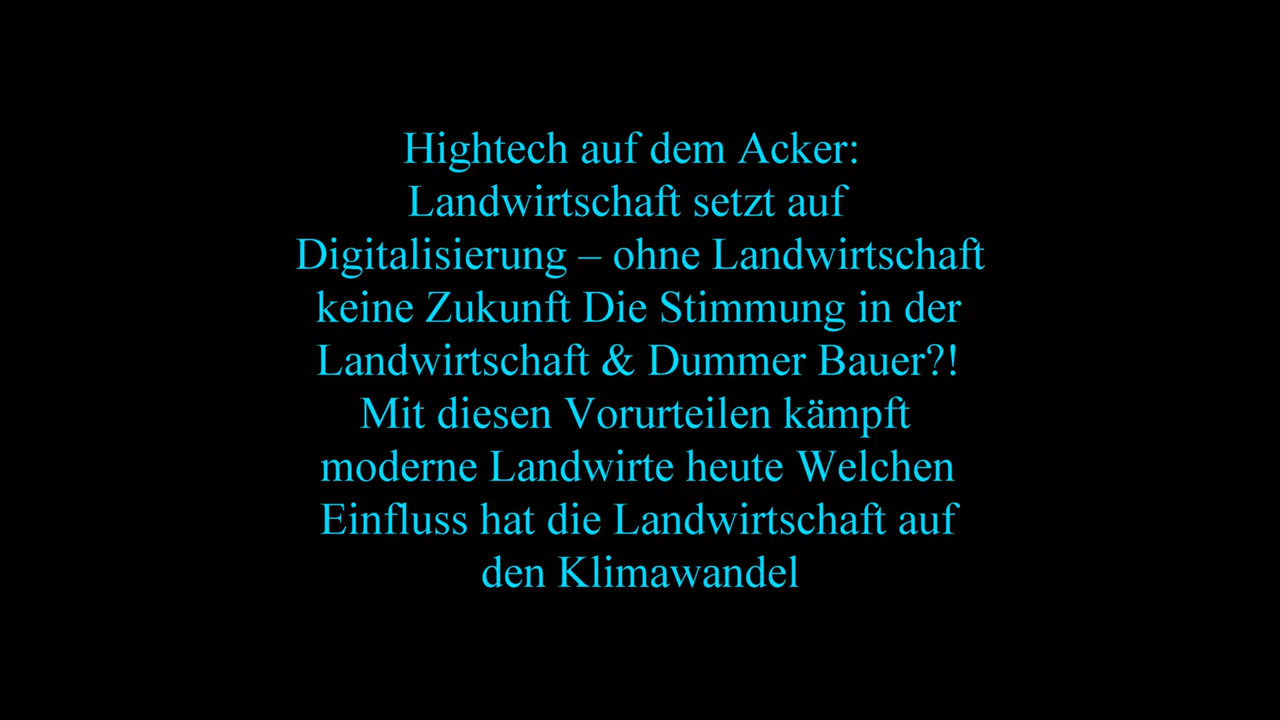 Hightech auf dem Acker:
Landwirtschaft setzt auf
Digitalisierung – ohne Landwirtschaft
keine Zukunft Die Stimmung in der
Landwirtschaft & Dummer Bauer?!
Mit diesen Vorurteilen kämpft
moderne Landwirte heute Welchen
Einfluss hat die Landwirtschaft auf
den Klimawandel